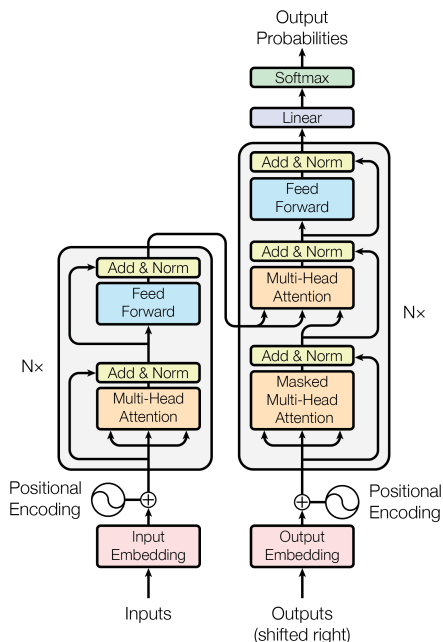 Output
Probabilities
Softmax
Linear
Add & Norm
Feed
Forward
Add & Norm
Multi-Head
Attention
N×
Add & Norm
Masked
Multi-Head
Attention
Add & Norm
Feed
Forward
N×
Add & Norm
Multi-Head
Attention
Positional
Encoding
Positional
Encoding
Input
Embedding
Output
Embedding
Inputs
Outputs
(shifted right)